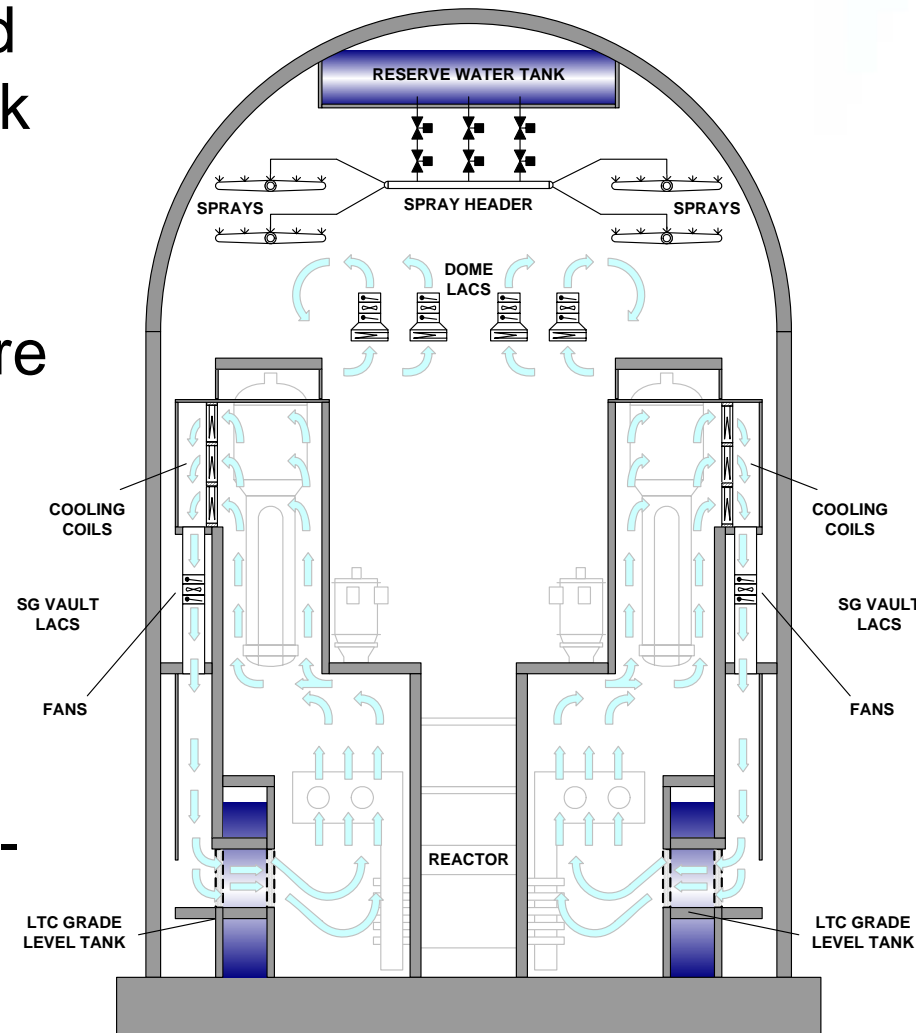 d
k
RESERVE WATER TANK
SPRAYS
SPRAY HEADER
SPRAYS
DOME
LACS
re
COOLING
COILS
COOLING
COILS
SG VAULT
LACS
SG VAULT
LACS
FANS
FANS
-
REACTOR
LTC GRADE
LEVEL TANK
LTC GRADE
LEVEL TANK